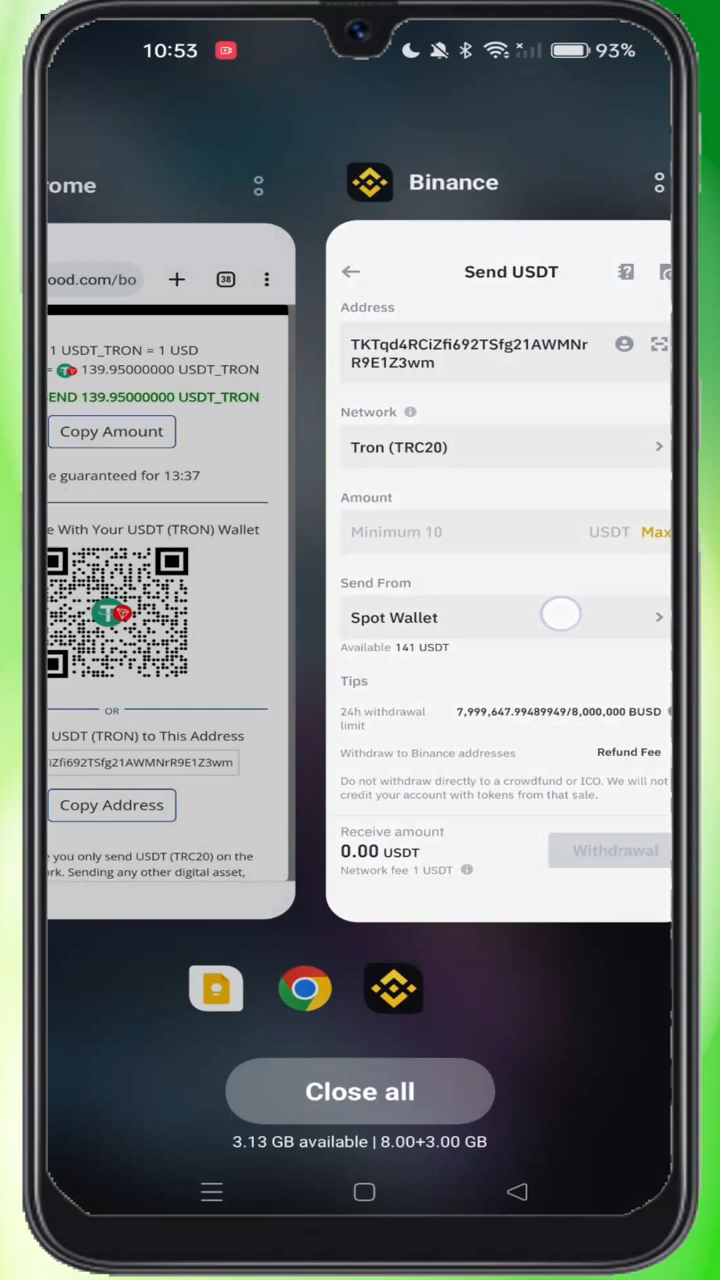 10:53
93%
ome
Binance
ood.com/bo
38
1 USDT_TRON = 1 USD
= 139.95000000 USDT_TRON
END 139.95000000 USDT_TRON
Copy Amount
e guaranteed for 13:37
e With Your USDT (TRON) Wallet
OR
USDT (TRON) to This Address
iZfi692TSfg21AWMNrR9E1Z3wm
Copy Address
you only send USDT (TRC20) on the
rk. Sending any other digital asset,
Send USDT
Address
TKTqd4RCiZfi692TSfg21AWMNr
R9E1Z3wm
Network
Tron (TRC20)
Amount
Minimum 10 USDT Max
Send From
Spot Wallet
Available 141 USDT
Tips
24h withdrawal
limit
7,999,647.99489949/8,000,000 BUSD
Withdraw to Binance addresses Refund Fee
Do not withdraw directly to a crowdfund or ICO. We will not
credit your account with tokens from that sale.
Receive amount
0.00 USDT
Network fee 1 USDT
Withdrawal
Close all
3.13 GB available | 8.00+3.00 GB